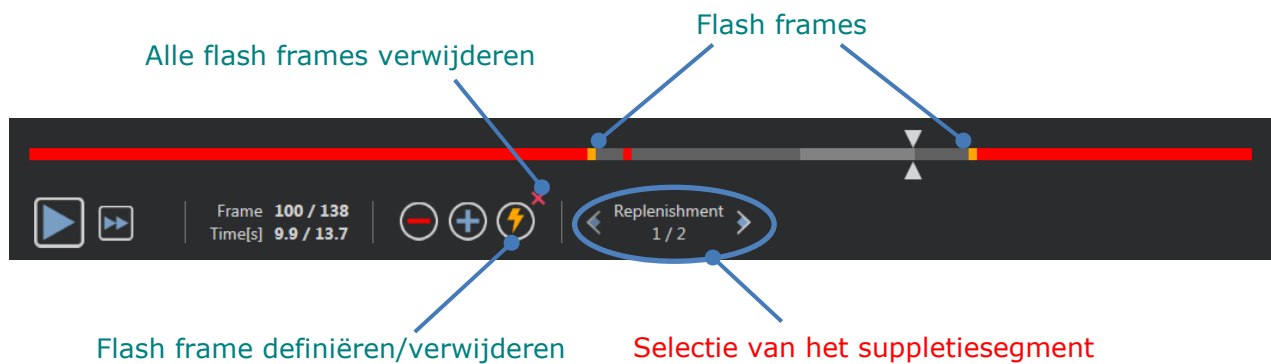 Flash frames
Alle flash frames verwijderen
Frame 100 / 138
Time[s] 9.9 / 13.7
Replenishment
1 / 2
Flash frame definiëren/verwijderen
Selectie van het suppletiesegment